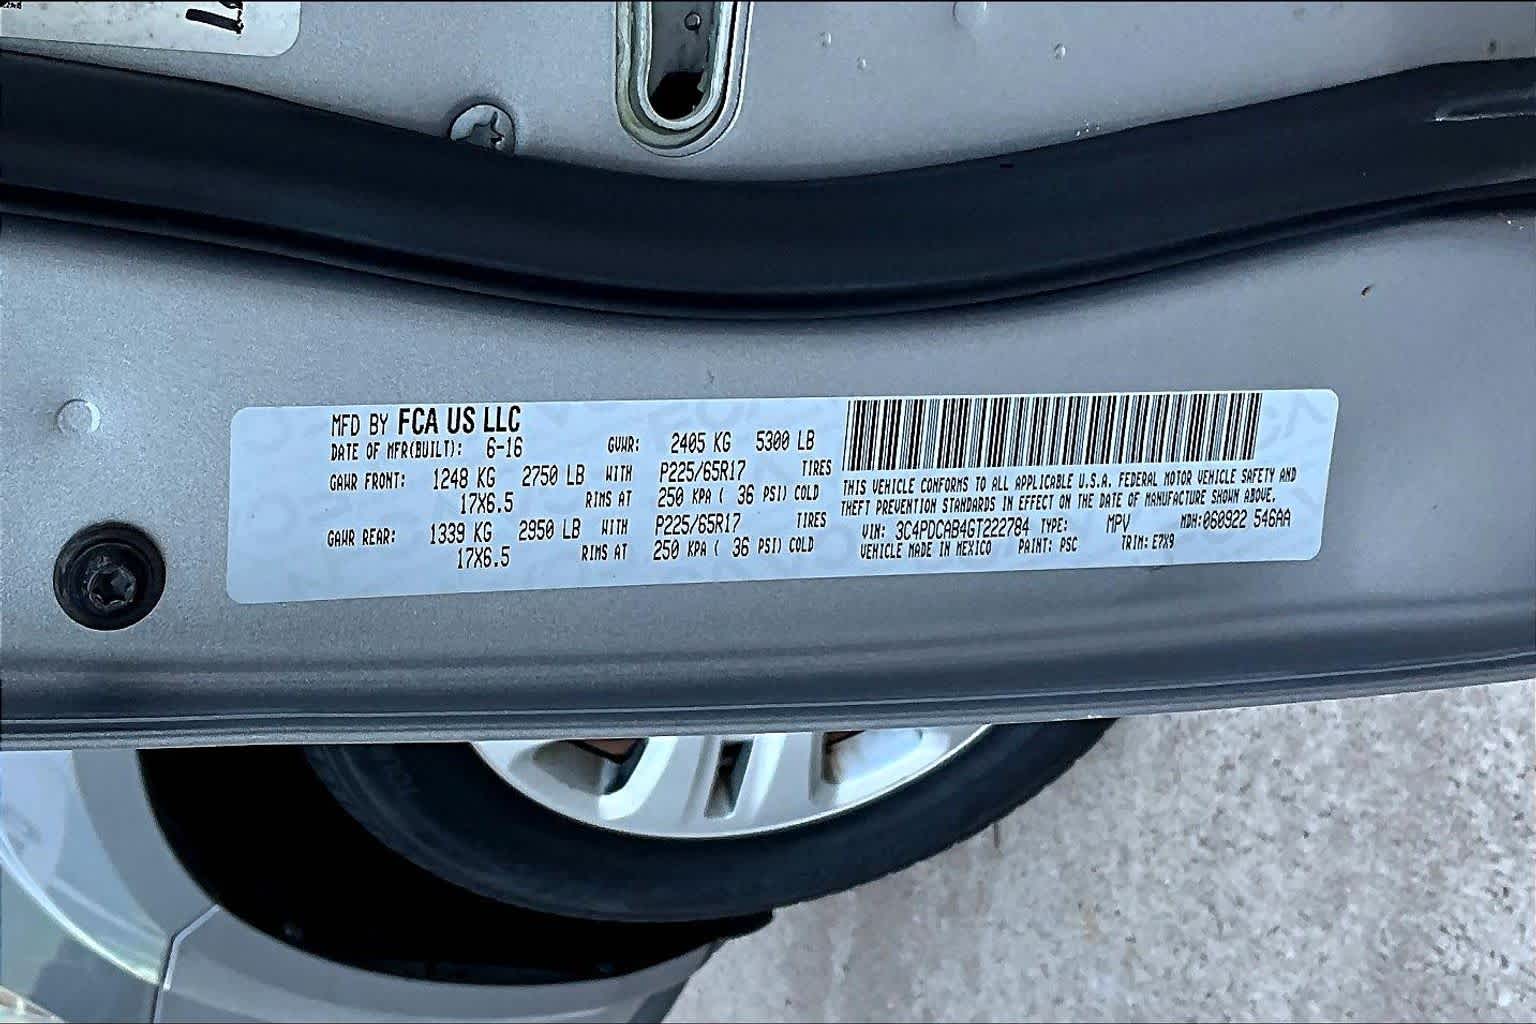 MFD BY FCA US LLC
DATE OF MFR(BUILT): 6-16 GVWR: 2405 KG 5300 LB
GAWR FRONT: 1248 KG 2750 LB WITH P225/65R17 TIRES
17X6.5 RIMS AT 250 KPA ( 36 PSI) COLD
GAWR REAR: 1339 KG 2950 LB WITH P225/65R17 TIRES
17X6.5 RIMS AT 250 KPA ( 36 PSI) COLD
THIS VEHICLE CONFORMS TO ALL APPLICABLE U.S.A. FEDERAL MOTOR VEHICLE SAFETY AND
THEFT PREVENTION STANDARDS IN EFFECT ON THE DATE OF MANUFACTURE SHOWN ABOVE.
VIN: 3C4PDCAB4GT222784 TYPE: MPV MDH:060922 546AA
VEHICLE MADE IN MEXICO PAINT: PSC TRIM: E7X9